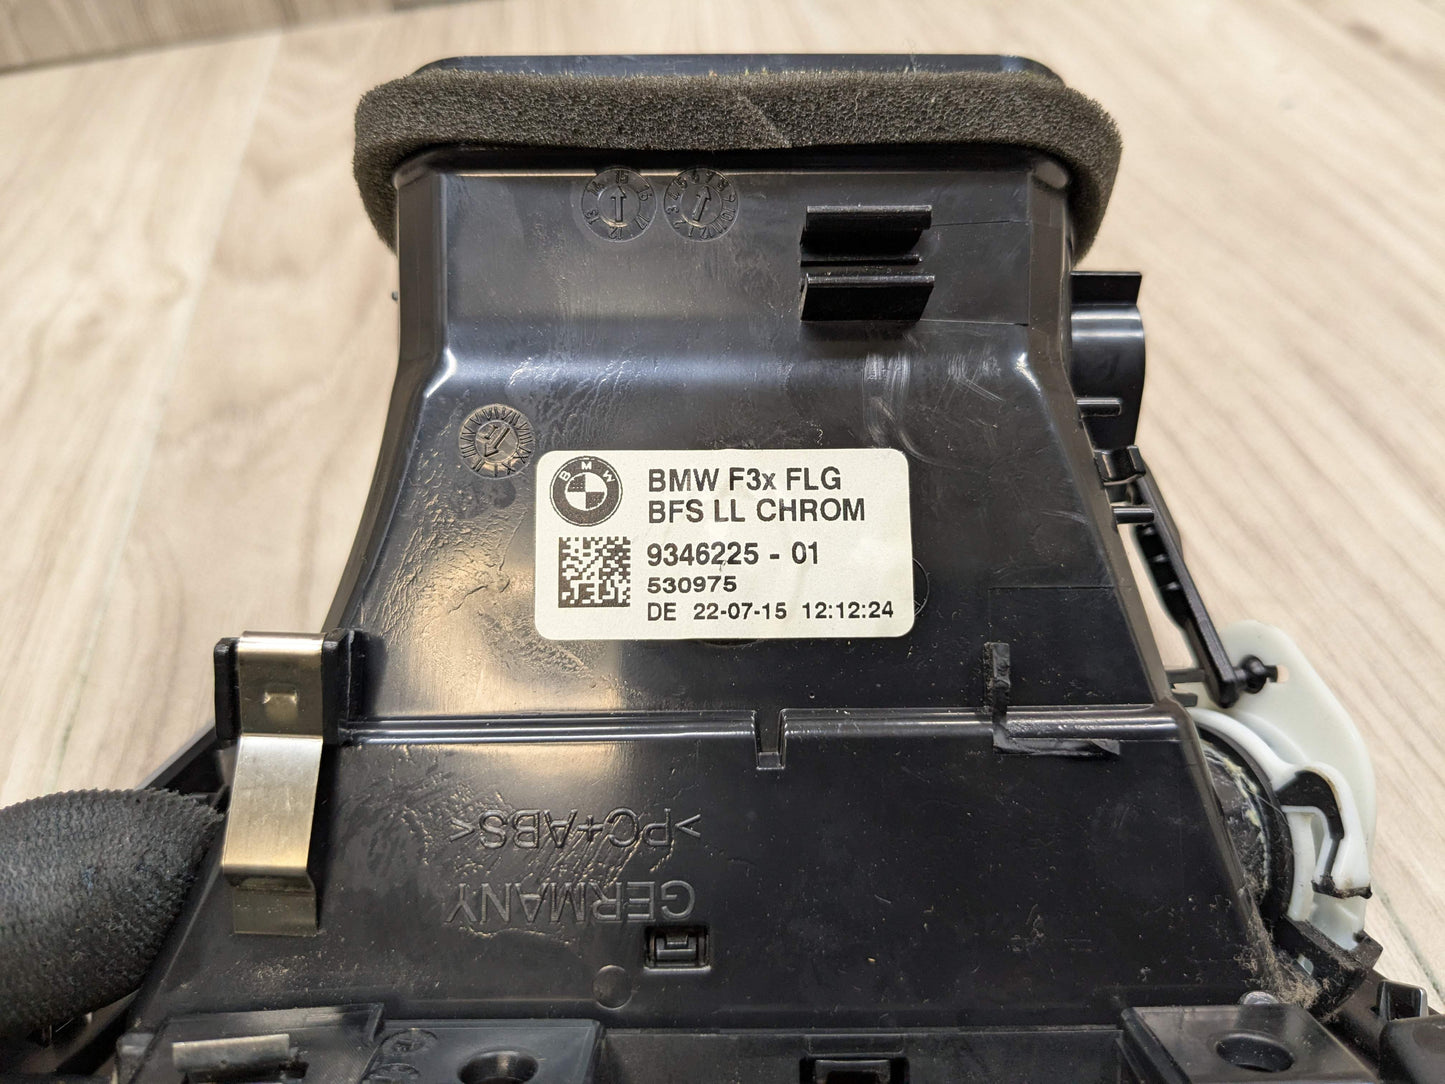 BMW
BMW F3x FLG
BFS LL CHROM
9346225 - 01
530975
DE 22-07-15 12:12:24
>PC+ABS<
GERMANY